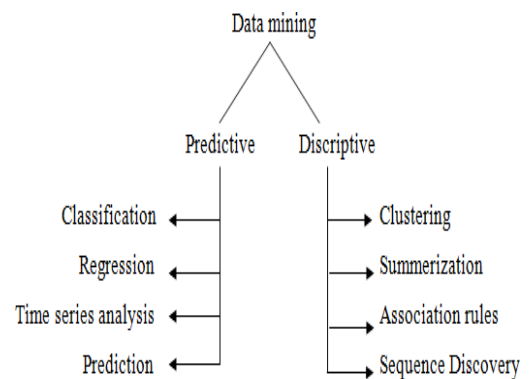 Data mining
Predictive
Discriptive
Classification
Regression
Time series analysis
Prediction
Clustering
Summerization
Association rules
Sequence Discovery